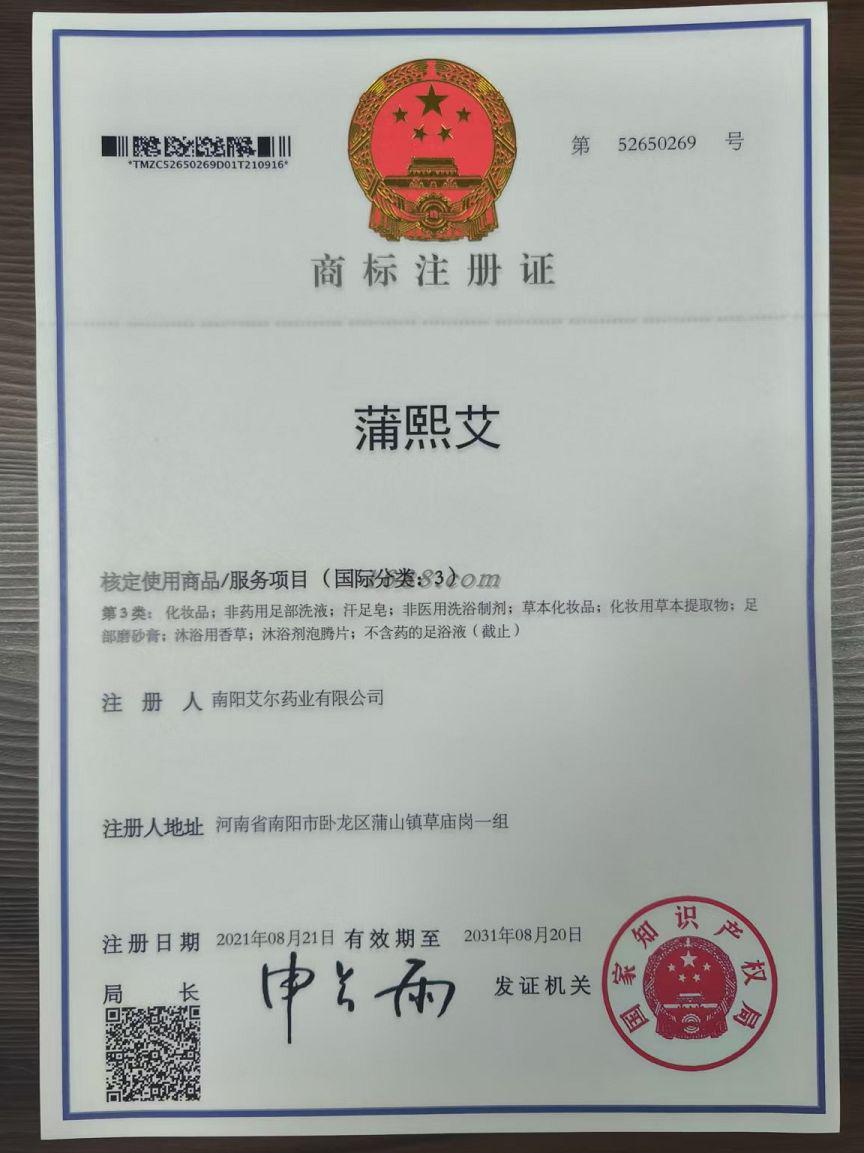 *TMZC52650269D01T210916*
第 52650269 号
商标注册证
蒲熙艾
核定使用商品/服务项目（国际分类：3）
第3类：化妆品；非药用足部洗液；汗足皂；非医用洗浴制剂；草本化妆品；化妆用草本提取物；足
部磨砂膏；沐浴用香草；沐浴剂泡腾片；不含药的足浴液（截止）
注 册 人 南阳艾尔药业有限公司
注册人地址 河南省南阳市卧龙区蒲山镇草庙岗一组
注册日期 2021年08月21日 有效期至 2031年08月20日
局 长 申长雨 发证机关
国家知识产权局